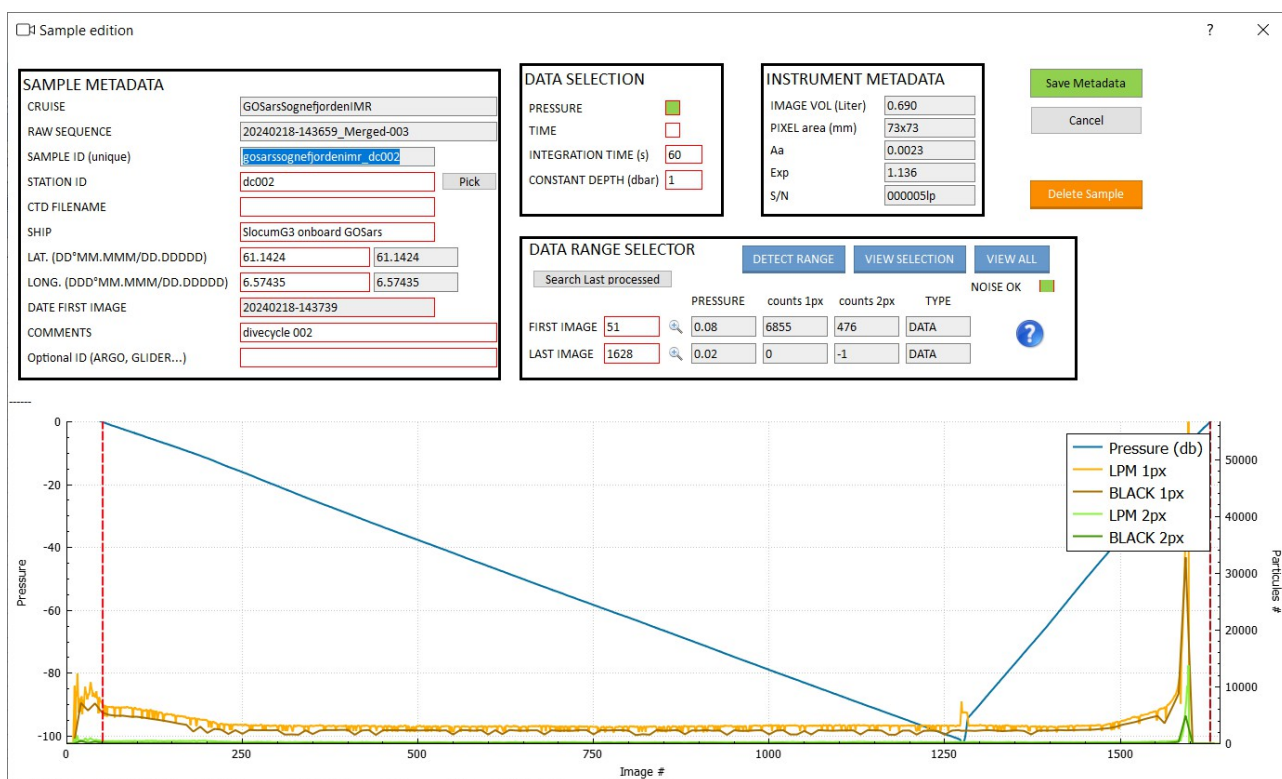 Sample edition ?
SAMPLE METADATA
CRUISE GOSarsSognefjordenIMR
RAW SEQUENCE 20240218-143659_Merged-003
SAMPLE ID (unique) gosarssognefjordenimr_dc002
STATION ID dc002 Pick
CTD FILENAME
SHIP SlocumG3 onboard GOSars
LAT. (DD°MM.MMM/DD.DDDDD) 61.1424 61.1424
LONG. (DDD°MM.MMM/DD.DDDDD) 6.57435 6.57435
DATE FIRST IMAGE 20240218-143739
COMMENTS divecycle 002
Optional ID (ARGO, GLIDER...)
DATA SELECTION
PRESSURE
TIME
INTEGRATION TIME (s) 60
CONSTANT DEPTH (dbar) 1
INSTRUMENT METADATA
IMAGE VOL (Liter) 0.690
PIXEL area (mm) 73x73
Aa 0.0023
Exp 1.136
S/N 000005lp
Save Metadata
Cancel
Delete Sample
DATA RANGE SELECTOR DETECT RANGE VIEW SELECTION VIEW ALL
Search Last processed NOISE OK
PRESSURE counts 1px counts 2px TYPE
FIRST IMAGE 51 0.08 6855 476 DATA ?
LAST IMAGE 1628 0.02 0 -1 DATA
------
0
-20
-40
-60
-80
-100
Pressure
Pressure (db)
LPM 1px
BLACK 1px
LPM 2px
BLACK 2px
50000
40000
30000
20000
10000
0
Particules #
0 250 500 750 1000 1250 1500
Image #